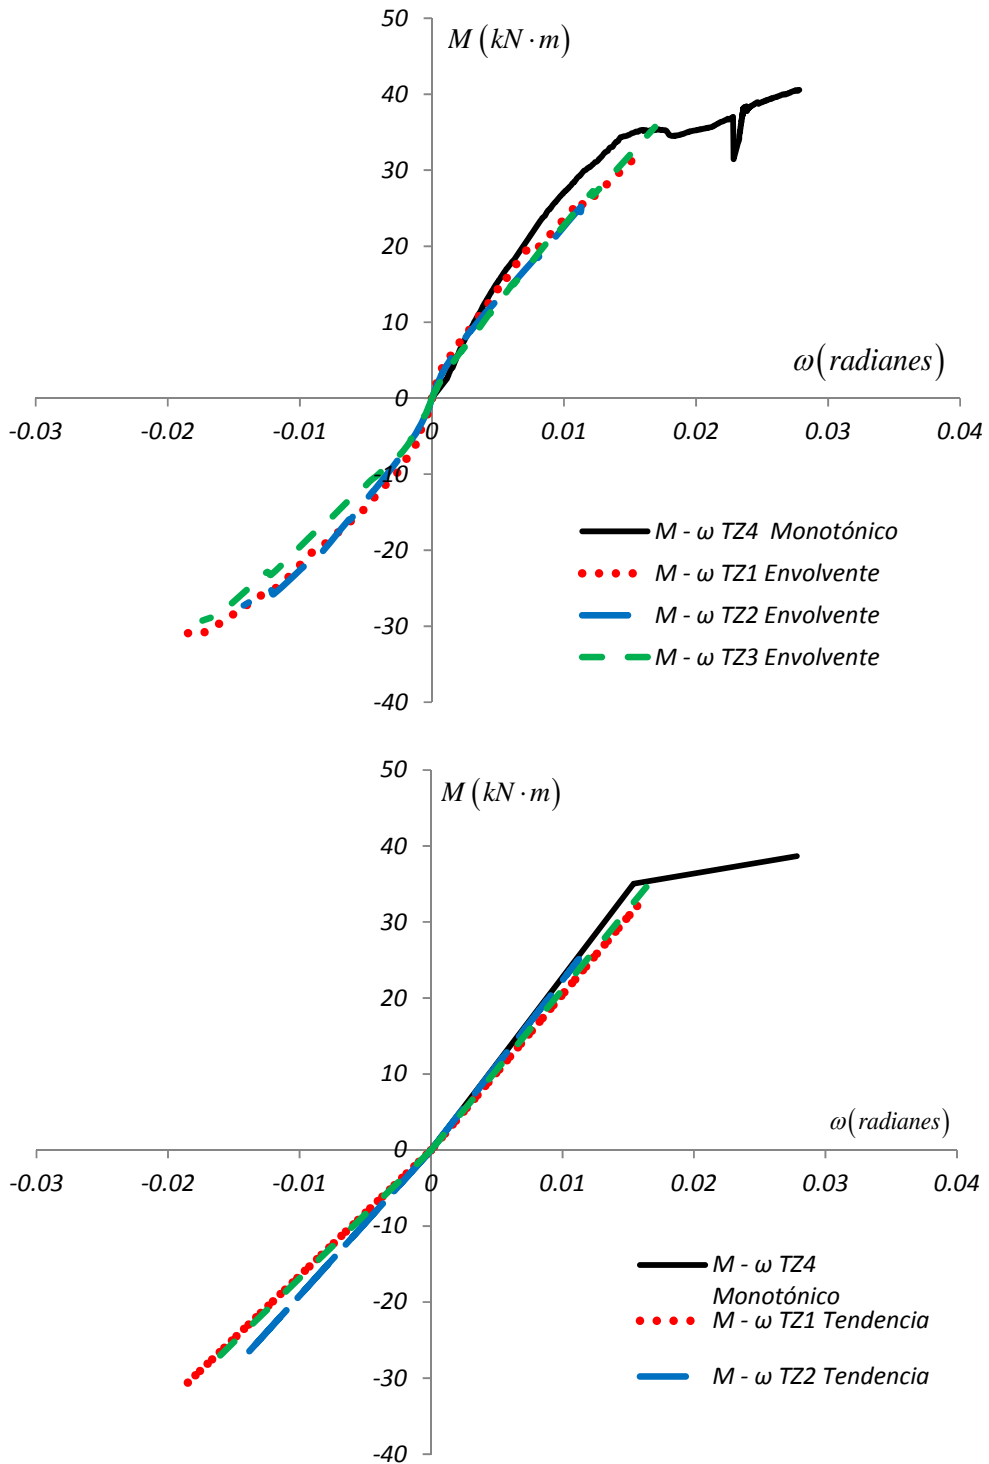 50
M (kN · m)
40
30
20
10
ω(radianes)
0
-0.03 -0.02 -0.01 0 0.01 0.02 0.03 0.04
-10
-20
-30
-40
M - ω TZ4 Monotónico
M - ω TZ1 Envolvente
M - ω TZ2 Envolvente
M - ω TZ3 Envolvente
50
M (kN · m)
40
30
20
10
ω(radianes)
0
-0.03 -0.02 -0.01 0 0.01 0.02 0.03 0.04
-10
-20
-30
-40
M - ω TZ4
Monotónico
M - ω TZ1 Tendencia
M - ω TZ2 Tendencia